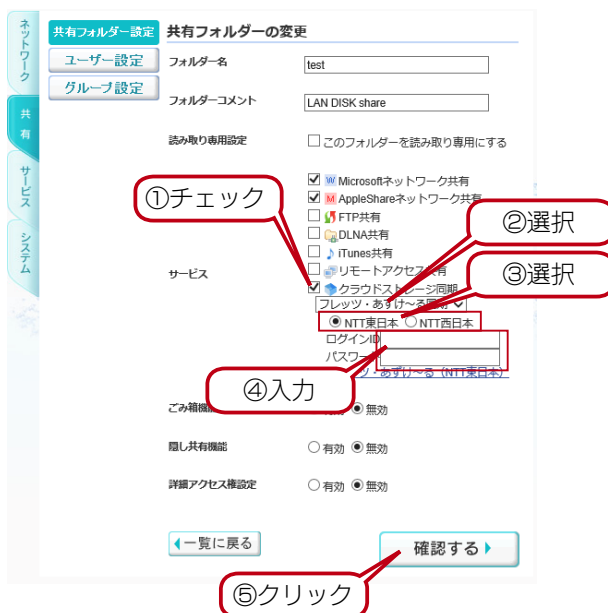 ネットワーク
共有
サービス
システム
共有フォルダー設定
ユーザー設定
グループ設定
共有フォルダーの変更
フォルダー名
test
フォルダーコメント
LAN DISK share
読み取り専用設定
このフォルダーを読み取り専用にする
サービス
Microsoftネットワーク共有
AppleShareネットワーク共有
FTP共有
DLNA共有
iTunes共有
リモートアクセス共有
クラウドストレージ同期
フレッツ・あずけ~る同期
NTT東日本 NTT西日本
ログインID
パスワード
ツ・あずけ~る（NTT東日本）
ごみ箱機
無効
隠し共有機能
有効 無効
詳細アクセス権設定
有効 無効
一覧に戻る
確認する
①チェック
②選択
③選択
④入力
⑤クリック